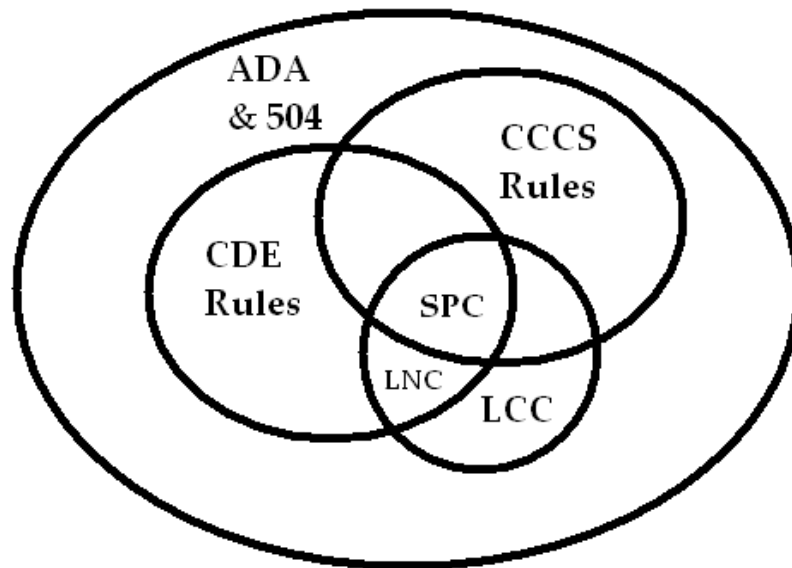 ADA
& 504
CCCS
Rules
CDE
Rules
SPC
LNC
LCC